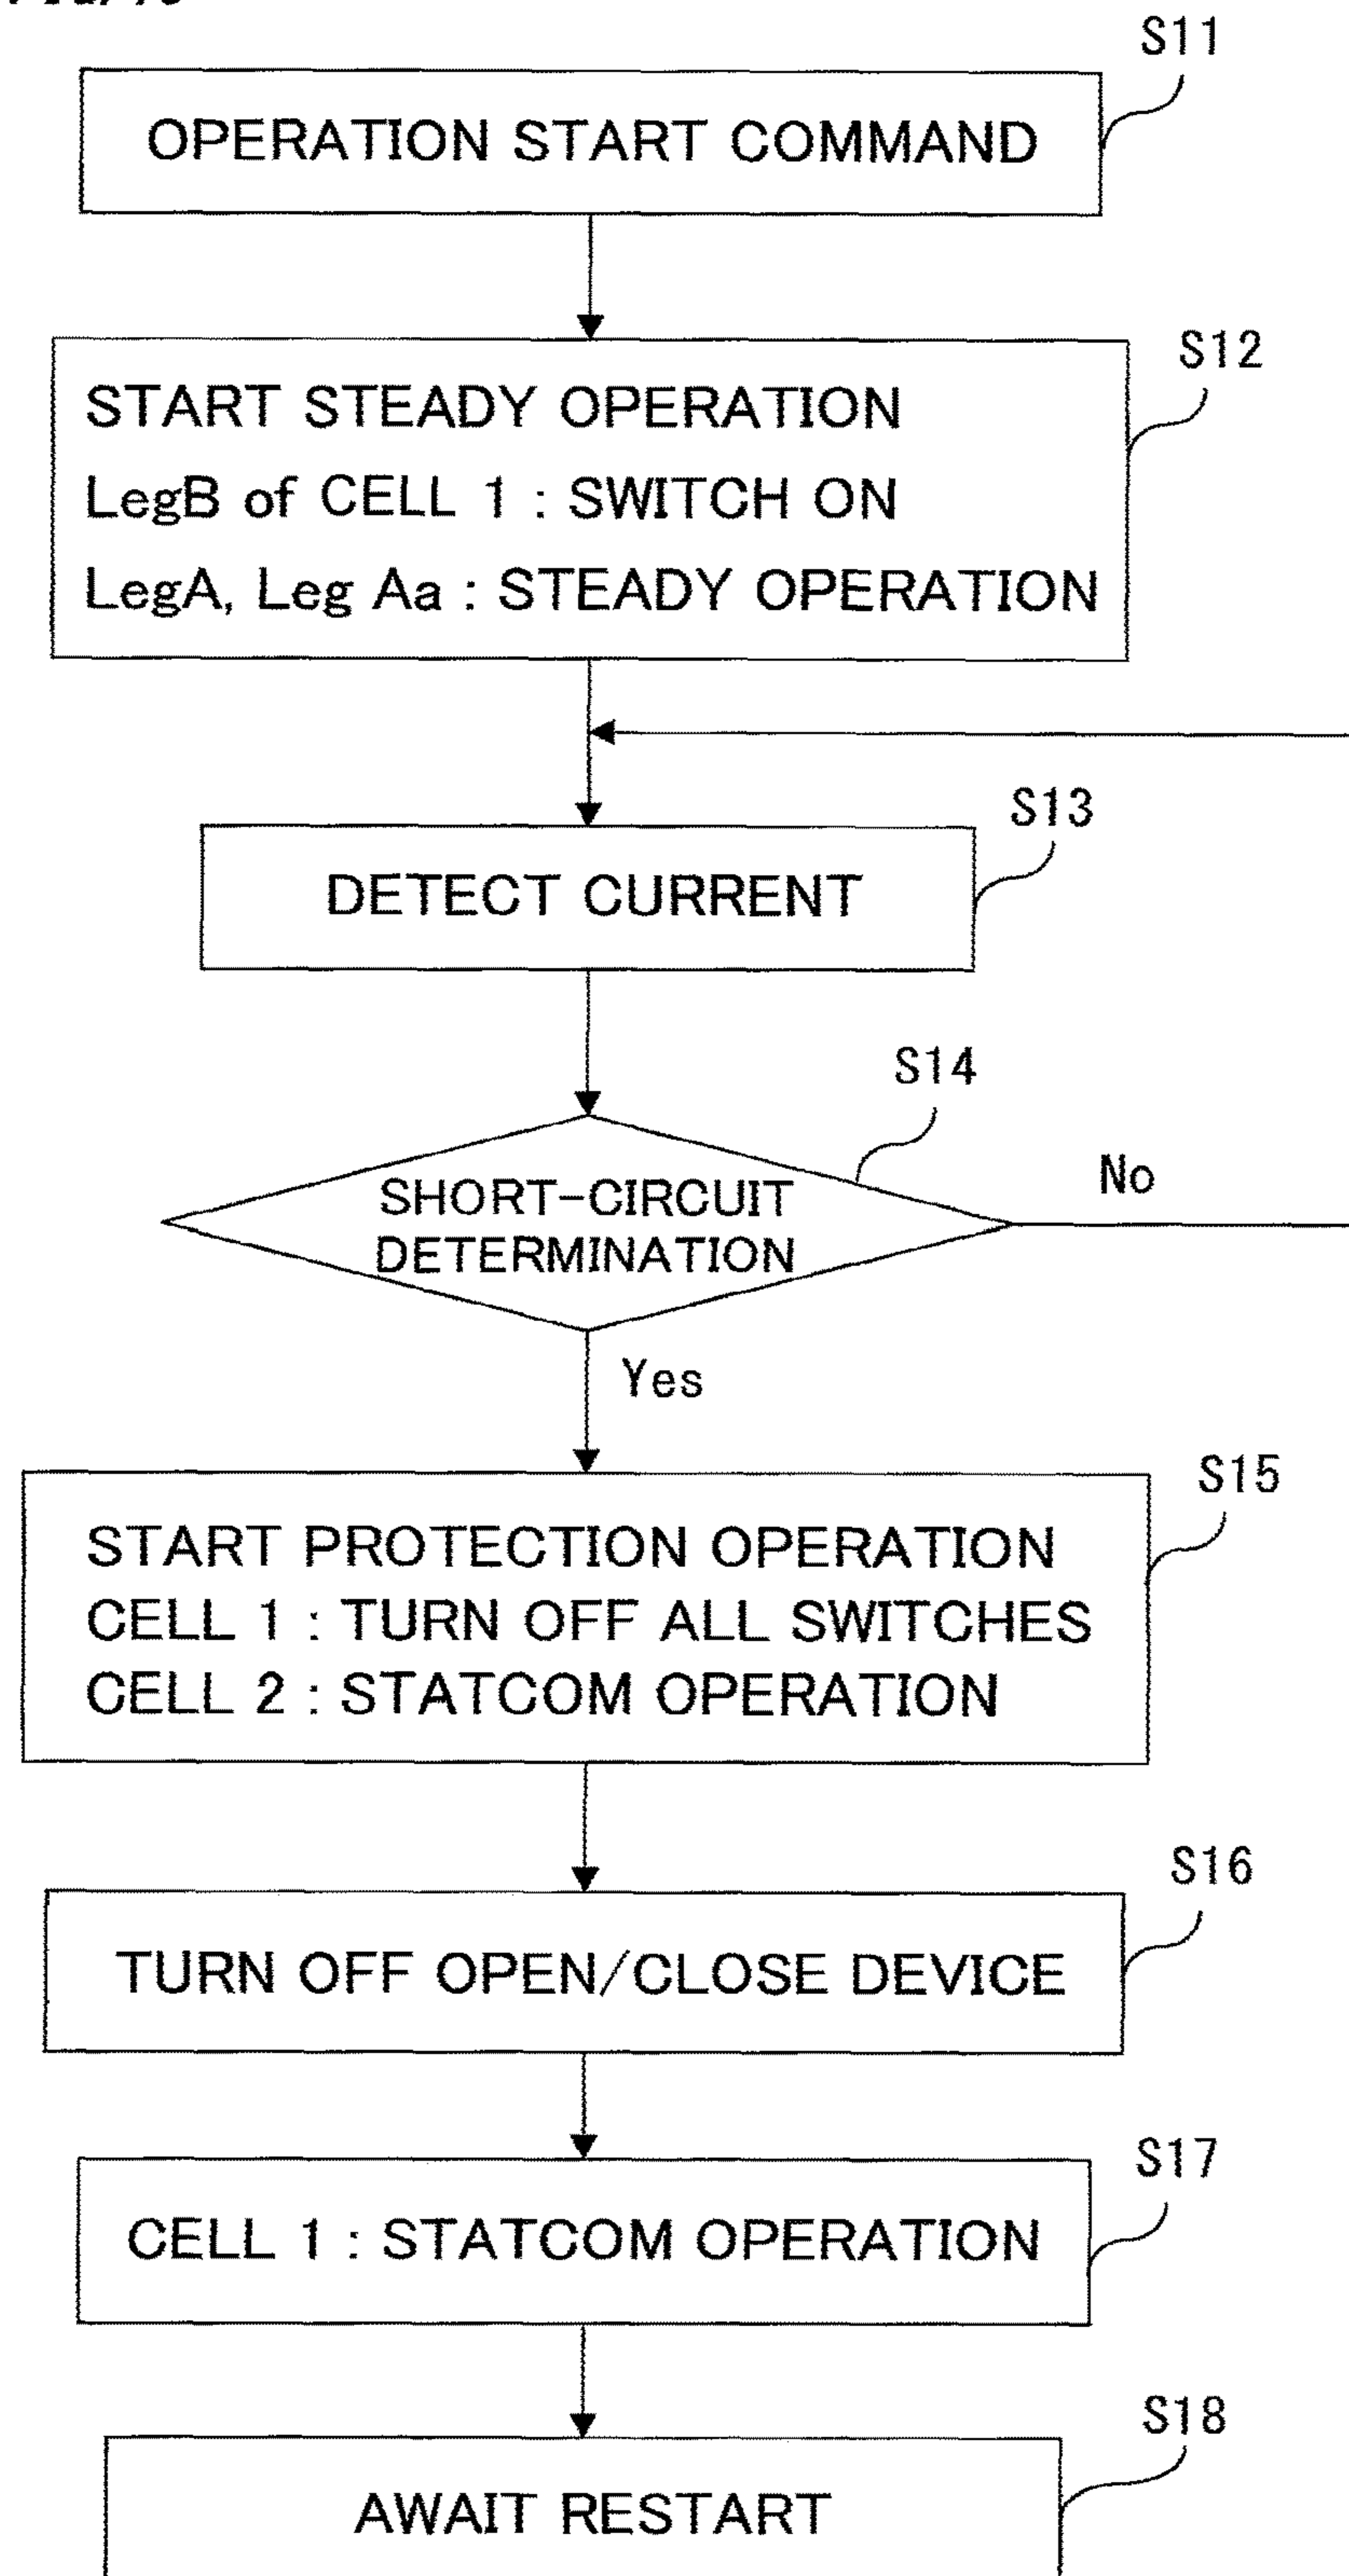 S11
OPERATION START COMMAND
S12
START STEADY OPERATION
LegB of CELL 1 : SWITCH ON
LegA, Leg Aa : STEADY OPERATION
S13
DETECT CURRENT
S14
SHORT-CIRCUIT
DETERMINATION
No
Yes
S15
START PROTECTION OPERATION
CELL 1 : TURN OFF ALL SWITCHES
CELL 2 : STATCOM OPERATION
S16
TURN OFF OPEN/CLOSE DEVICE
S17
CELL 1 : STATCOM OPERATION
S18
AWAIT RESTART